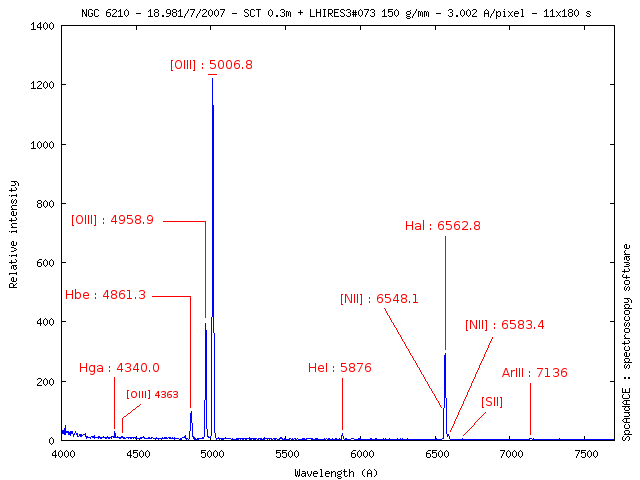 NGC 6210 - 18.981/7/2007 - SCT 0.3m + LHIRES3#073 150 g/mm - 3.002 A/pixel - 11x180 s
1400
1200
1000
800
600
400
200
0
Relative intensity
[OIII] : 5006.8
[OIII] : 4958.9
Hal : 6562.8
Hbe : 4861.3
[NII] : 6548.1
[NII] : 6583.4
Hga : 4340.0
[OIII] 4363
HeI : 5876
ArIII : 7136
[SII]
4000 4500 5000 5500 6000 6500 7000 7500
Wavelength (A)
SpcAudACE : spectroscopy software